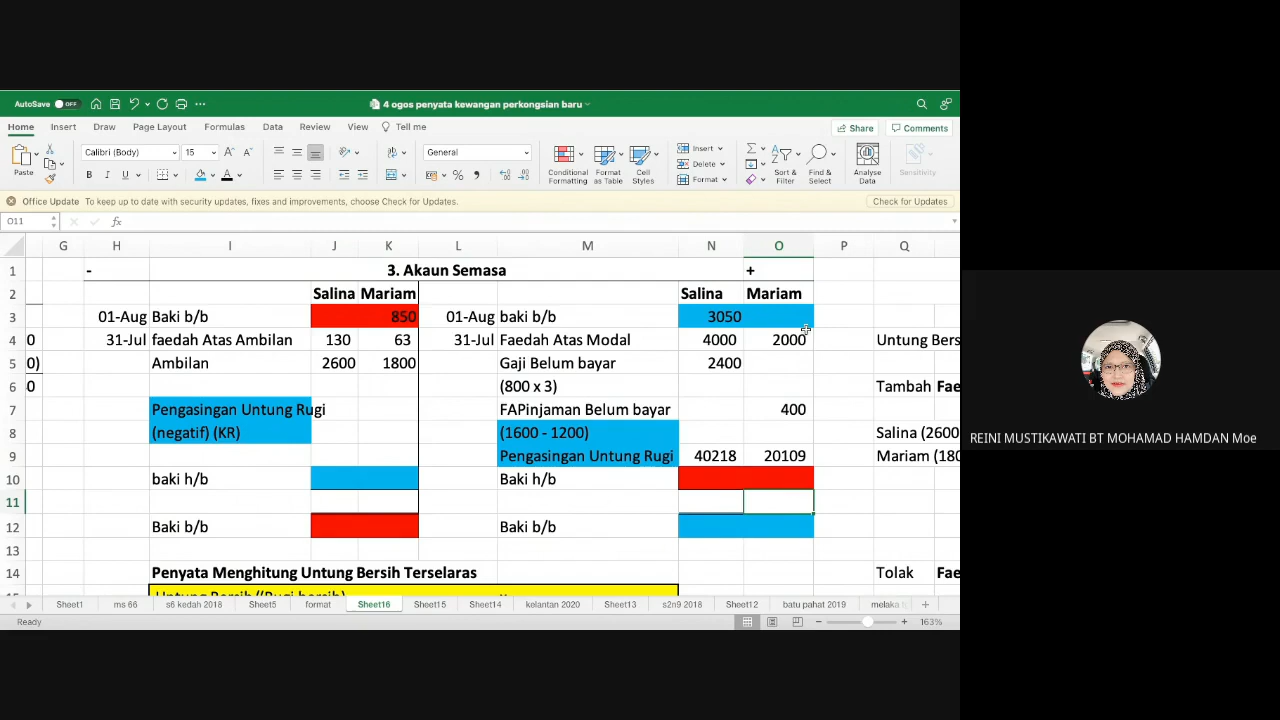 AutoSave OFF
4 ogos penyata kewangan perkongsian baru
Home Insert Draw Page Layout Formulas Data Review View Tell me
Share Comments
Paste
Calibri (Body) 15
B I U
General
Conditional Formatting
Format as Table
Cell Styles
Insert
Delete
Format
Sort & Filter
Find & Select
Analyse Data
Sensitivity
Office Update To keep up to date with security updates, fixes and improvements, choose Check for Updates.
Check for Updates
O11 fx
G H I J K L M N O P Q
1 - 3. Akaun Semasa +
2 Salina Mariam Salina Mariam
3 01-Aug Baki b/b 850 01-Aug baki b/b 3050
4 0 31-Jul faedah Atas Ambilan 130 63 31-Jul Faedah Atas Modal 4000 2000 Untung Bers
5 0) Ambilan 2600 1800 Gaji Belum bayar 2400
6 0 (800 x 3) Tambah Fae
7 Pengasingan Untung Rugi FAPinjaman Belum bayar 400
8 (negatif) (KR) (1600 - 1200) Salina (2600
9 Pengasingan Untung Rugi 40218 20109 Mariam (180
10 baki h/b Baki h/b
11
12 Baki b/b Baki b/b
13
14 Penyata Menghitung Untung Bersih Terselaras Tolak Fae
Sheet1 ms 66 s6 kedah 2018 Sheet5 format Sheet16 Sheet15 Sheet14 kelantan 2020 Sheet13 s2n9 2018 Sheet12 batu pahat 2019 melaka
Ready
163%
REINI MUSTIKAWATI BT MOHAMAD HAMDAN Moe